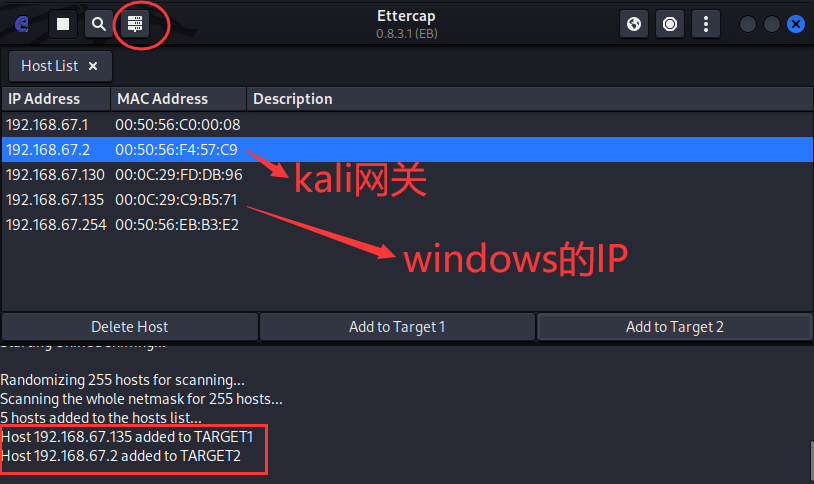 Ettercap
0.8.3.1 (EB)
Host List ×
IP Address MAC Address Description
192.168.67.1 00:50:56:C0:00:08
192.168.67.2 00:50:56:F4:57:C9
192.168.67.130 00:0C:29:FD:DB:96
kali网关
192.168.67.135 00:0C:29:C9:B5:71
192.168.67.254 00:50:56:EB:B3:E2
windows的IP
Delete Host Add to Target 1 Add to Target 2
Starting Unified sniffing...
Randomizing 255 hosts for scanning...
Scanning the whole netmask for 255 hosts...
5 hosts added to the hosts list...
Host 192.168.67.135 added to TARGET1
Host 192.168.67.2 added to TARGET2